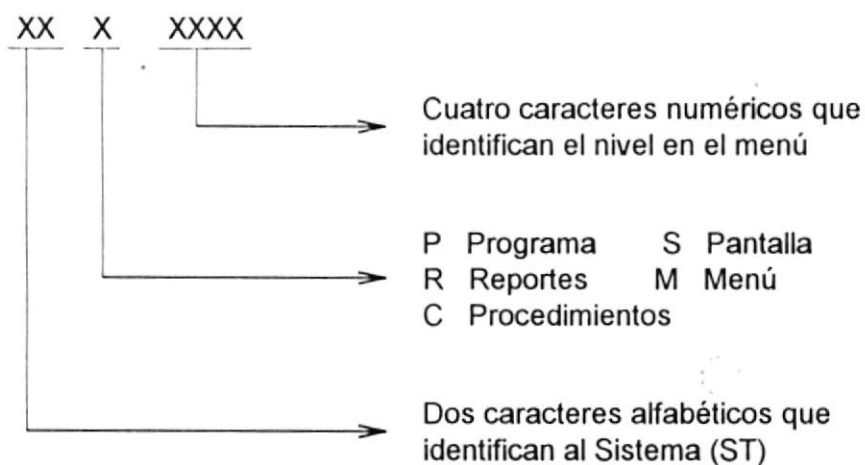 XX X XXXX
Cuatro caracteres numéricos que
identifican el nivel en el menú
P Programa S Pantalla
R Reportes M Menú
C Procedimientos
Dos caracteres alfabéticos que
identifican al Sistema (ST)